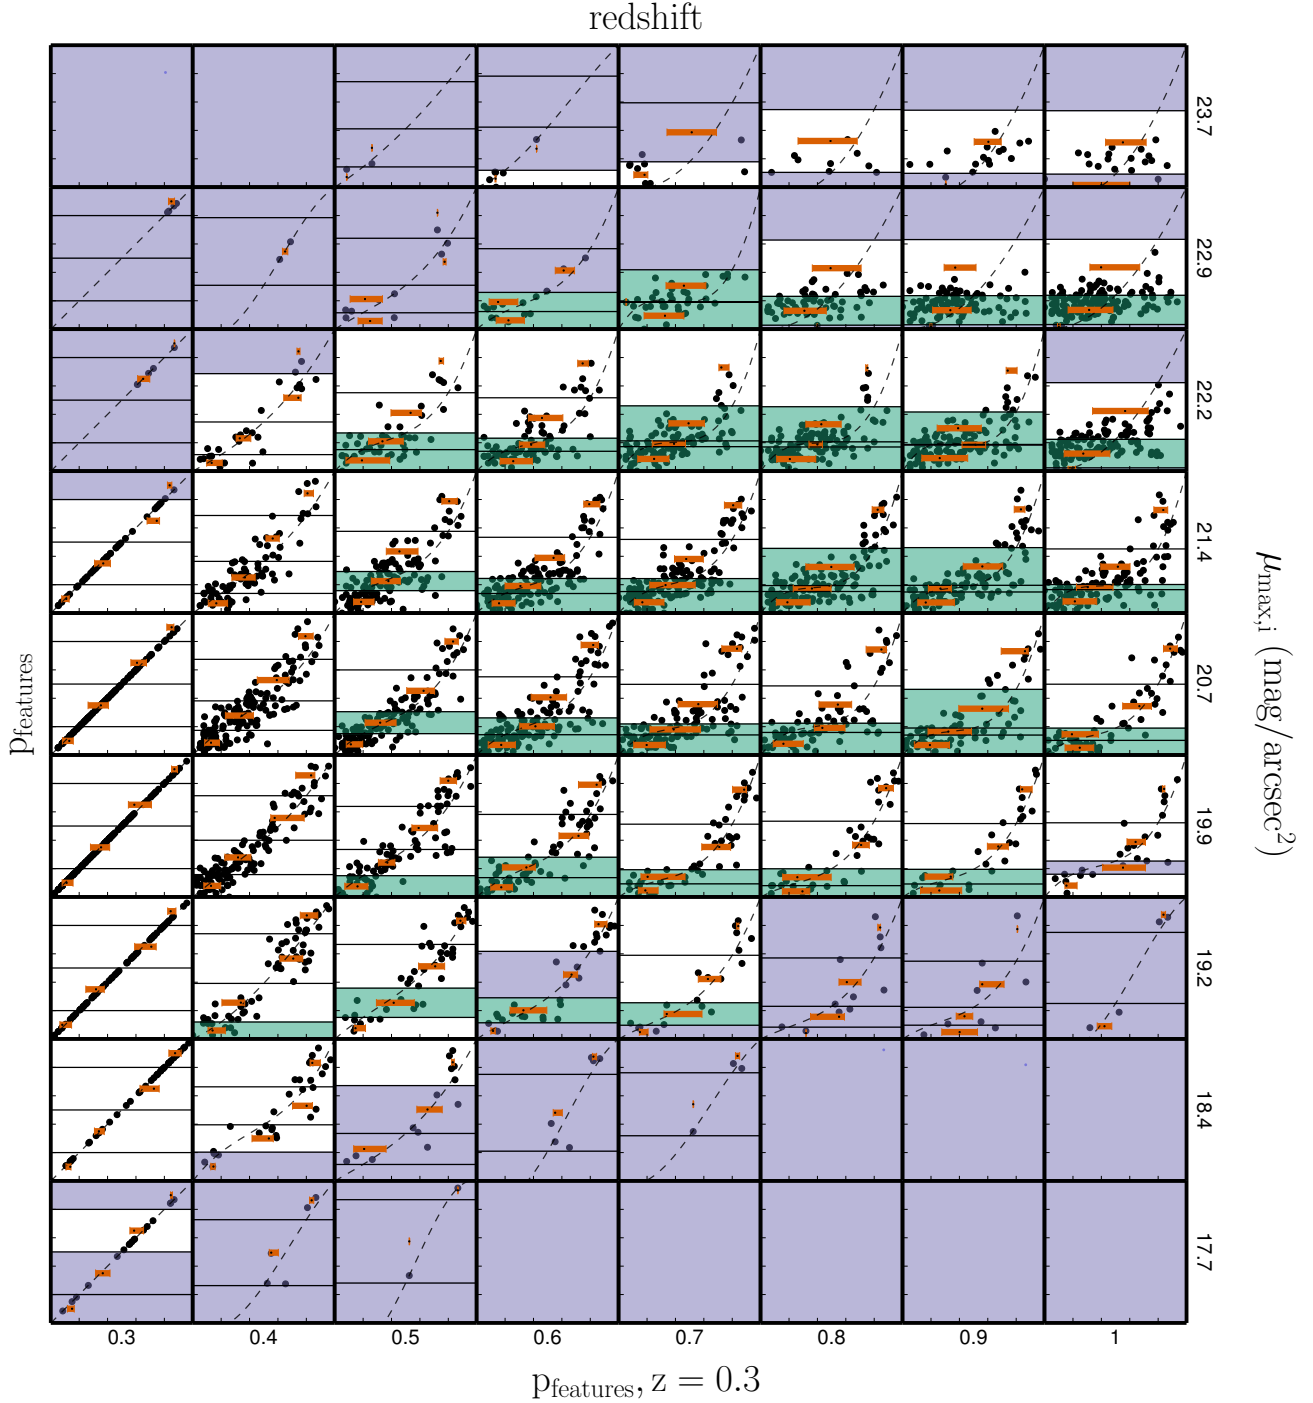 redshift
23.7
22.9
22.2
21.4
20.7
19.9
19.2
18.4
17.7
μmax,i (mag/arcsec²)
pfeatures
0.3 0.4 0.5 0.6 0.7 0.8 0.9 1
pfeatures, z = 0.3